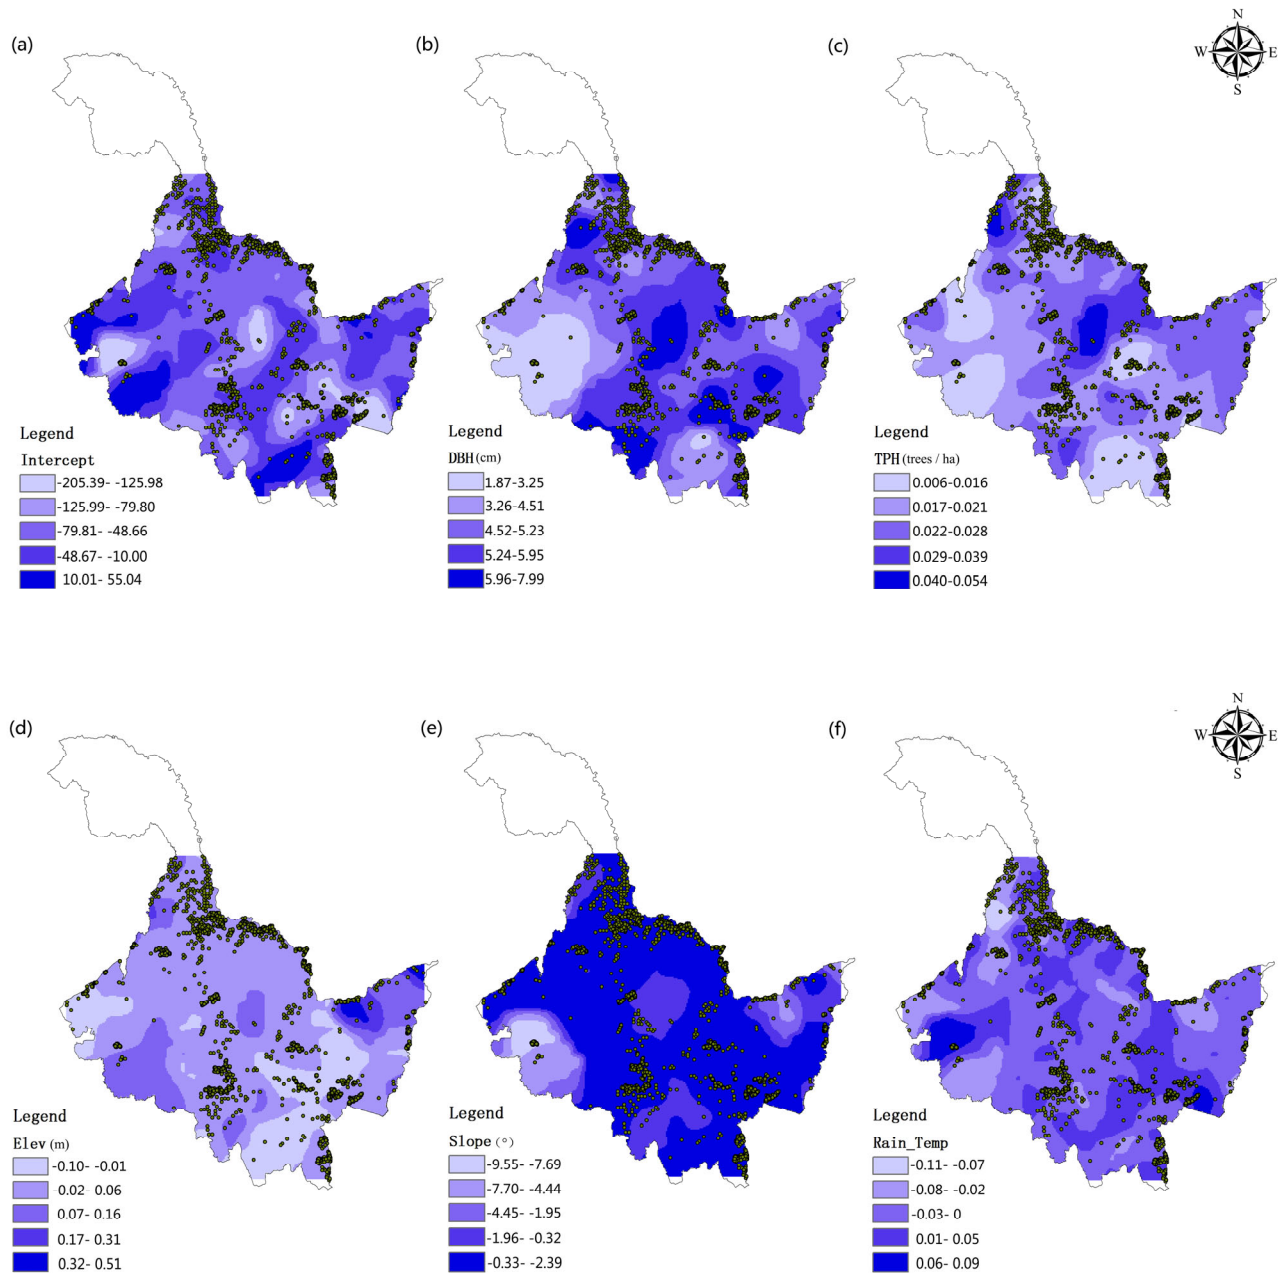 (a)
(b)
(c)
N
W E
S
Legend
Intercept
-205.39- -125.98
-125.99- -79.80
-79.81- -48.66
-48.67- -10.00
10.01- 55.04
Legend
DBH (cm)
1.87-3.25
3.26-4.51
4.52-5.23
5.24-5.95
5.96-7.99
Legend
TPH (trees / ha)
0.006-0.016
0.017-0.021
0.022-0.028
0.029-0.039
0.040-0.054
(d)
(e)
(f)
N
W E
S
Legend
Elev (m)
-0.10- -0.01
0.02- 0.06
0.07- 0.16
0.17- 0.31
0.32- 0.51
Legend
Slope (°)
-9.55- -7.69
-7.70- -4.44
-4.45- -1.95
-1.96- -0.32
-0.33- -2.39
Legend
Rain_Temp
-0.11- -0.07
-0.08- -0.02
-0.03- 0
0.01- 0.05
0.06- 0.09